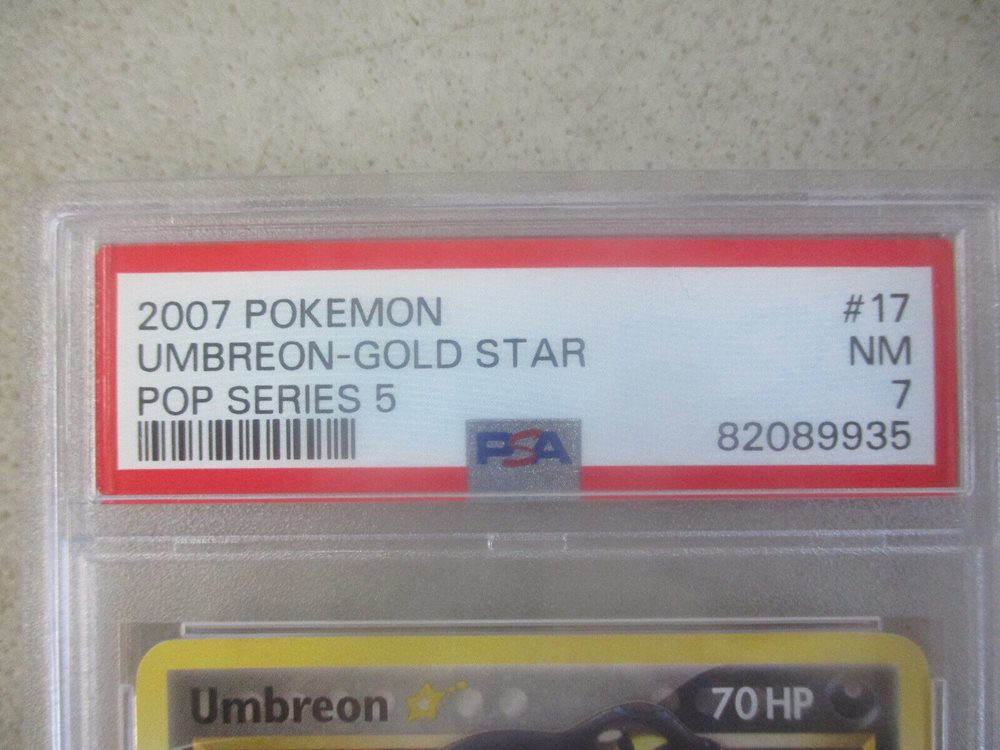 2007 POKEMON #17
UMBREON-GOLD STAR NM
POP SERIES 5 7
PSA 82089935
Umbreon 70 HP